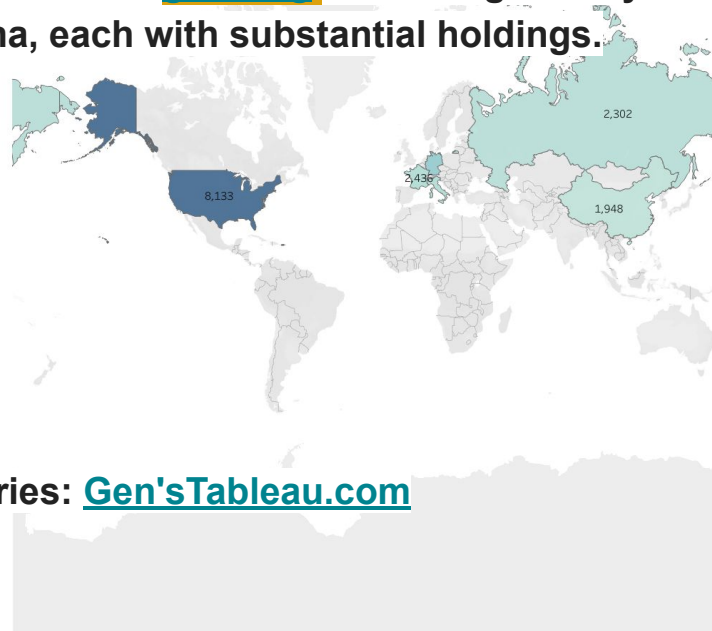 na, each with substantial holdings.
2,302
2,436
8,133
1,948
ries: Gen'sTableau.com